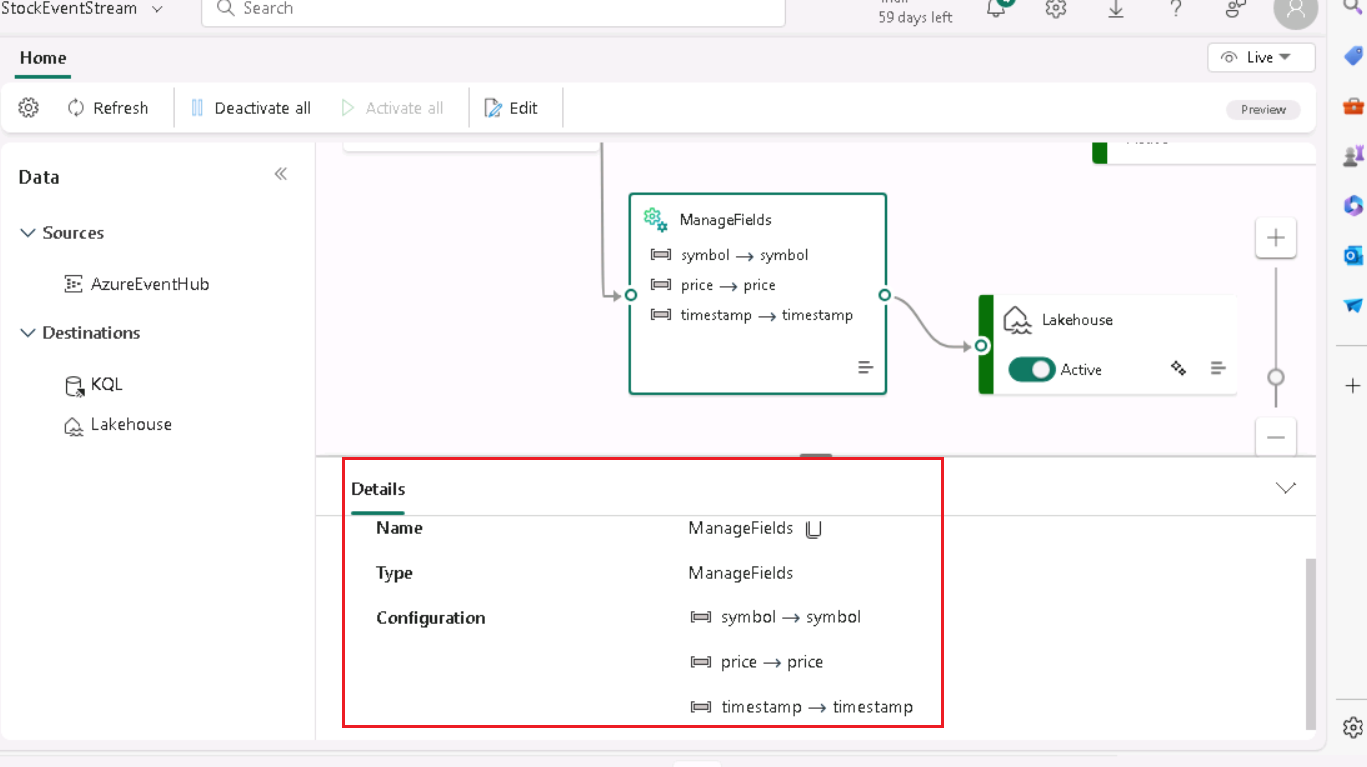 StockEventStream
Search
59 days left
Home
Live
Refresh
Deactivate all
Activate all
Edit
Preview
Data
Sources
AzureEventHub
Destinations
KQL
Lakehouse
ManageFields
symbol → symbol
price → price
timestamp → timestamp
Lakehouse
Active
Details
Name ManageFields
Type ManageFields
Configuration symbol → symbol
price → price
timestamp → timestamp